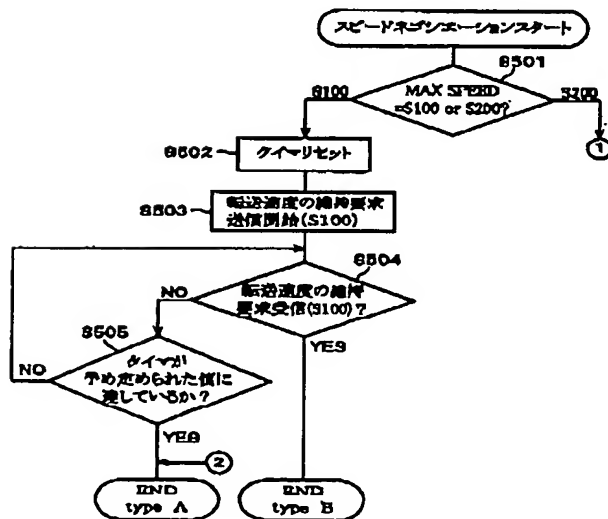 スピードネゴシエーションスタート
S501
MAX SPEED
=S100 or S200?
S100
S200
1
S502
タイマリセット
S503
転送速度の維持要求
送信開始(S100)
S504
転送速度の維持
要求受信(S100)?
NO
YES
S505
タイマが
予め定められた値に
達しているか?
NO
YES
2
END
type A
END
type B